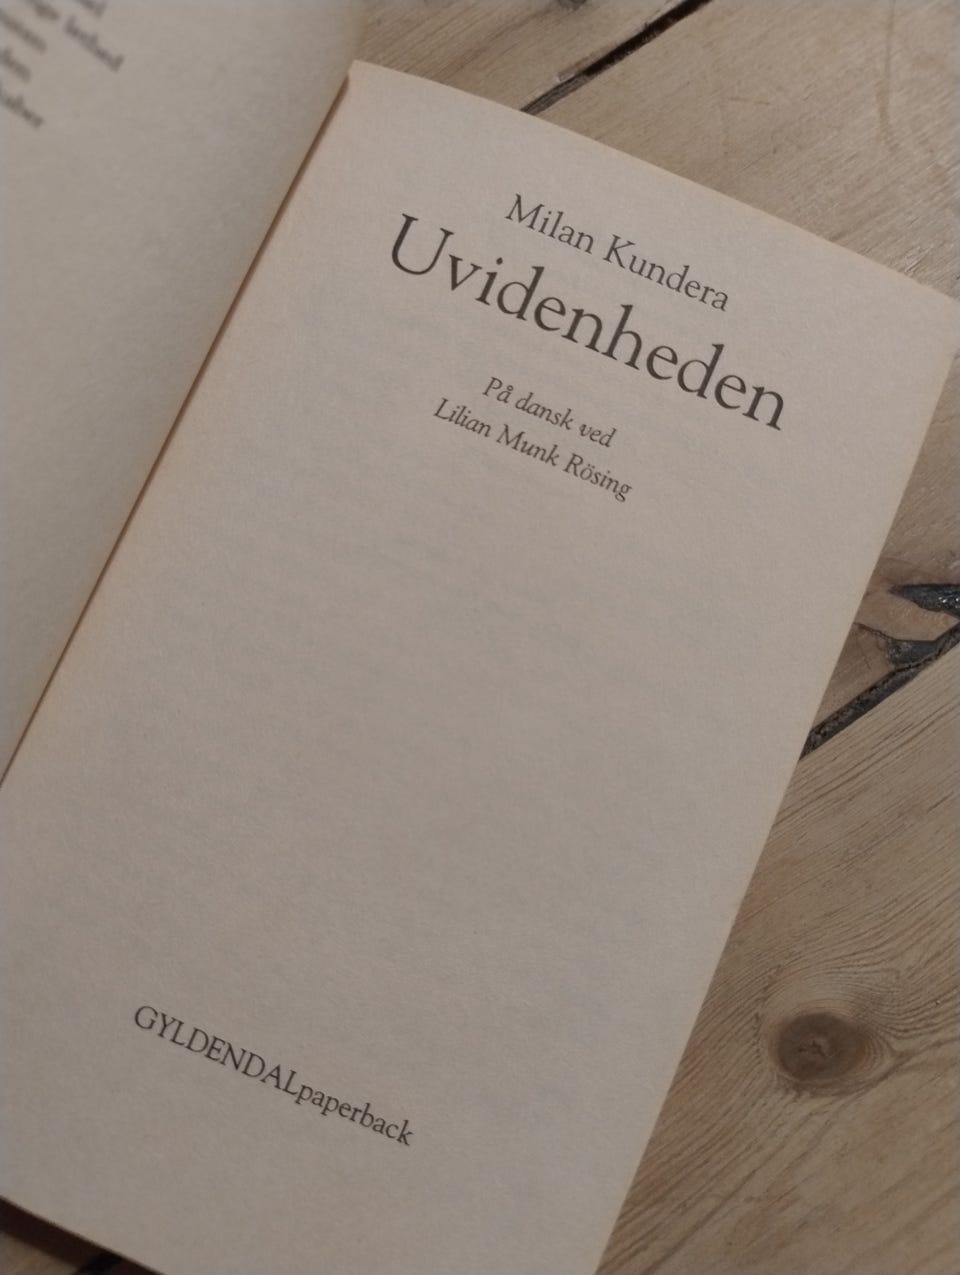 Milan Kundera
Uvidenheden
På dansk ved
Lilian Munk Rösing
GYLDENDALpaperback